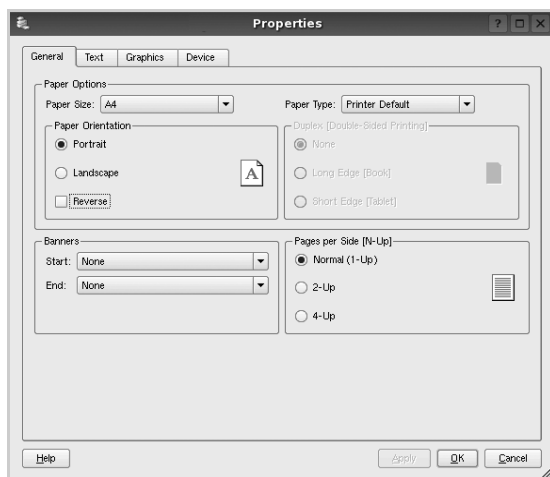 Properties
General Text Graphics Device
Paper Options
Paper Size: A4
Paper Type: Printer Default
Paper Orientation
Portrait
Landscape
Reverse
A
Duplex [Double-Sided Printing]
None
Long Edge [Book]
Short Edge [Tablet]
Banners
Start: None
End: None
Pages per Side [N-Up]
Normal (1-Up)
2-Up
4-Up
Help Apply OK Cancel